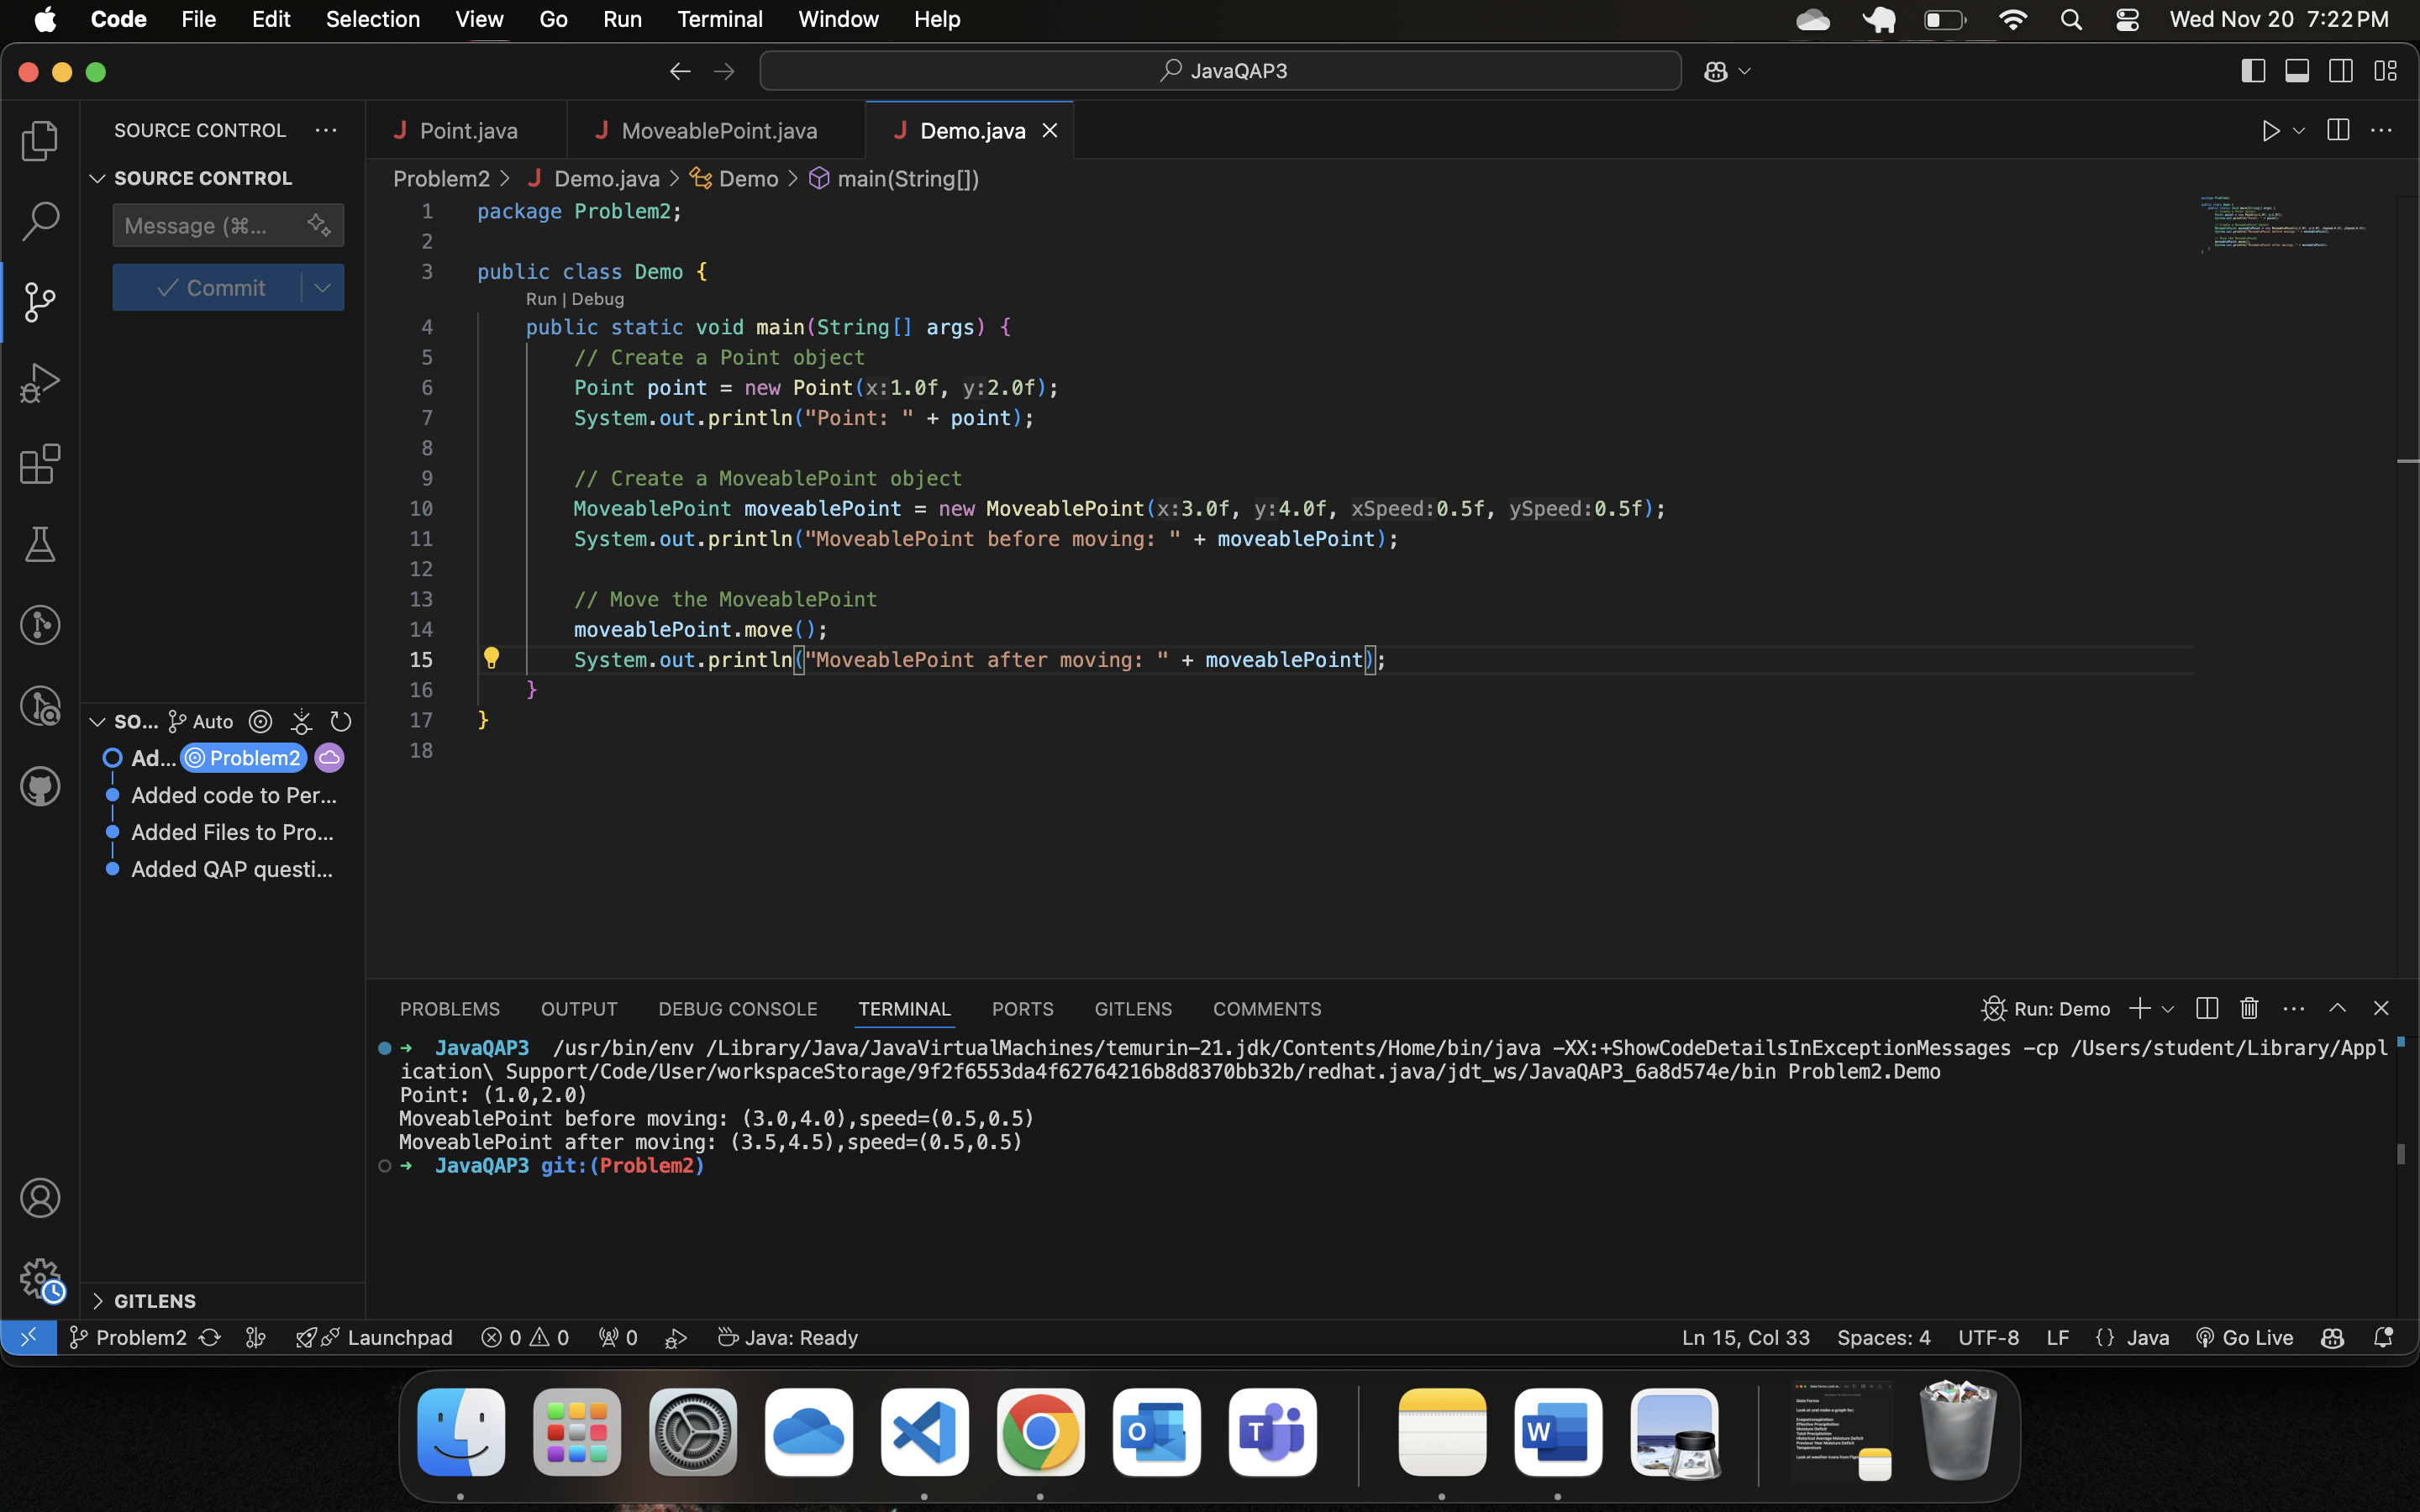 Code File Edit Selection View Go Run Terminal Window Help Wed Nov 20 7:22 PM
JavaQAP3
SOURCE CONTROL
Point.java MoveablePoint.java Demo.java
SOURCE CONTROL
Problem2 > Demo.java > Demo > main(String[])
Message (⌘...
Commit
1 package Problem2;
2
3 public class Demo {
Run | Debug
4 public static void main(String[] args) {
5 // Create a Point object
6 Point point = new Point(x:1.0f, y:2.0f);
7 System.out.println("Point: " + point);
8
9 // Create a MoveablePoint object
10 MoveablePoint moveablePoint = new MoveablePoint(x:3.0f, y:4.0f, xSpeed:0.5f, ySpeed:0.5f);
11 System.out.println("MoveablePoint before moving: " + moveablePoint);
12
13 // Move the MoveablePoint
14 moveablePoint.move();
15 System.out.println("MoveablePoint after moving: " + moveablePoint);
16 }
17 }
18
SO... Auto
Ad... Problem2
Added code to Per...
Added Files to Pro...
Added QAP questi...
GITLENS
PROBLEMS OUTPUT DEBUG CONSOLE TERMINAL PORTS GITLENS COMMENTS Run: Demo
➜ JavaQAP3 /usr/bin/env /Library/Java/JavaVirtualMachines/temurin-21.jdk/Contents/Home/bin/java -XX:+ShowCodeDetailsInExceptionMessages -cp /Users/student/Library/Appl
ication\ Support/Code/User/workspaceStorage/9f2f6553da4f62764216b8d8370bb32b/redhat.java/jdt_ws/JavaQAP3_6a8d574e/bin Problem2.Demo
Point: (1.0,2.0)
MoveablePoint before moving: (3.0,4.0),speed=(0.5,0.5)
MoveablePoint after moving: (3.5,4.5),speed=(0.5,0.5)
➜ JavaQAP3 git:(Problem2)
Problem2 Launchpad 0 0 0 Java: Ready Ln 15, Col 33 Spaces: 4 UTF-8 LF {} Java Go Live